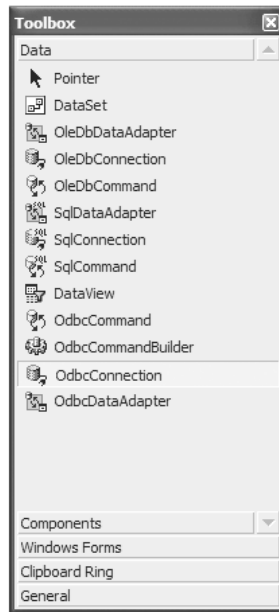 Toolbox
Data
Pointer
DataSet
OleDbDataAdapter
OleDbConnection
OleDbCommand
SqlDataAdapter
SqlConnection
SqlCommand
DataView
OdbcCommand
OdbcCommandBuilder
OdbcConnection
OdbcDataAdapter
Components
Windows Forms
Clipboard Ring
General